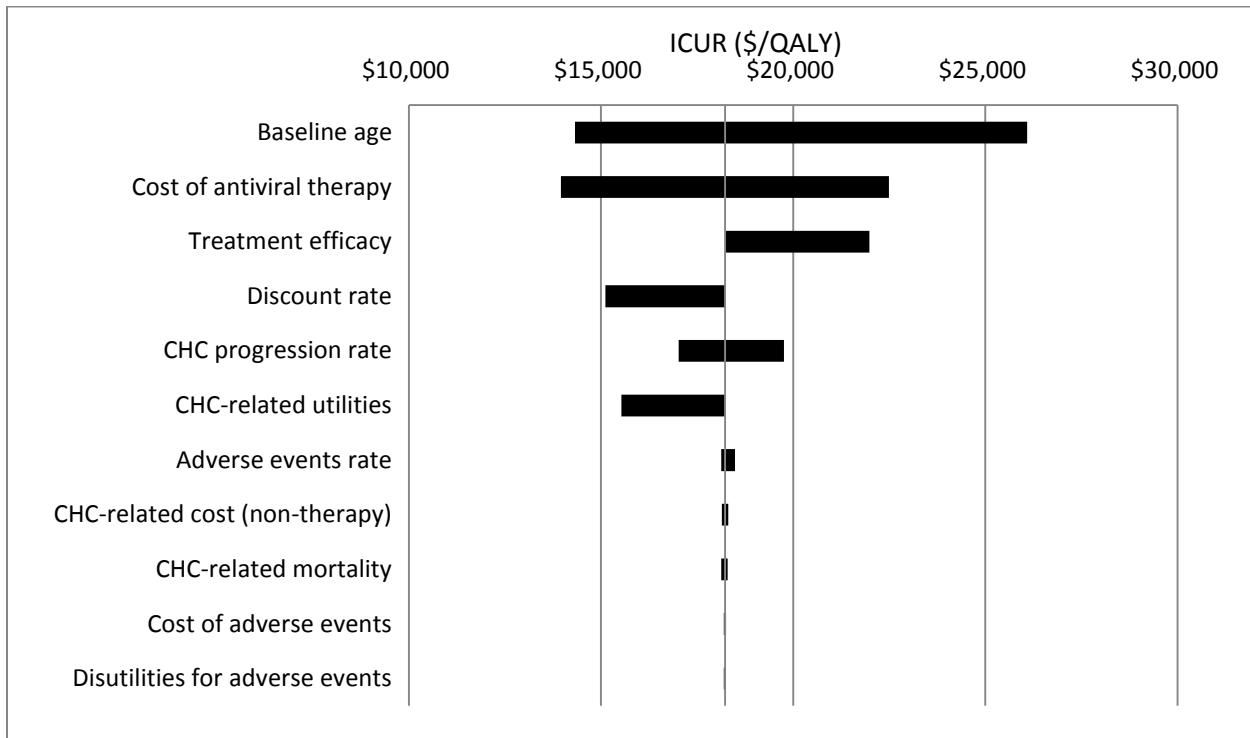 ICUR ($/QALY)
$10,000 $15,000 $20,000 $25,000 $30,000
Baseline age
Cost of antiviral therapy
Treatment efficacy
Discount rate
CHC progression rate
CHC-related utilities
Adverse events rate
CHC-related cost (non-therapy)
CHC-related mortality
Cost of adverse events
Disutilities for adverse events